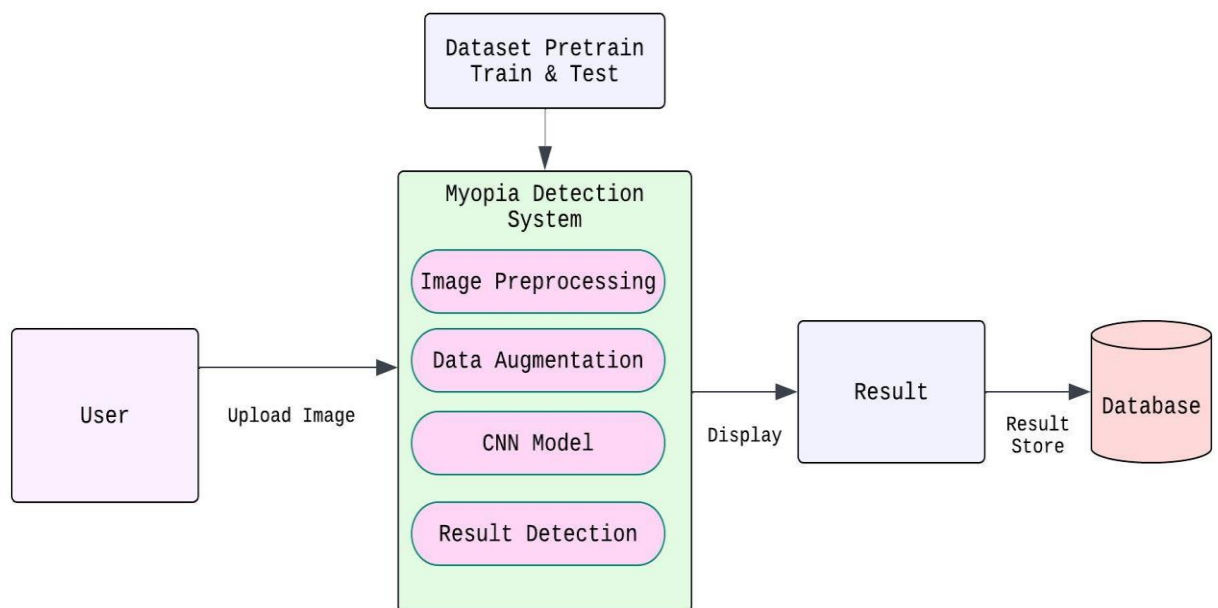 Dataset Pretrain
Train & Test
Myopia Detection
System
Image Preprocessing
Data Augmentation
CNN Model
Result Detection
User
Upload Image
Display
Result
Result
Store
Database